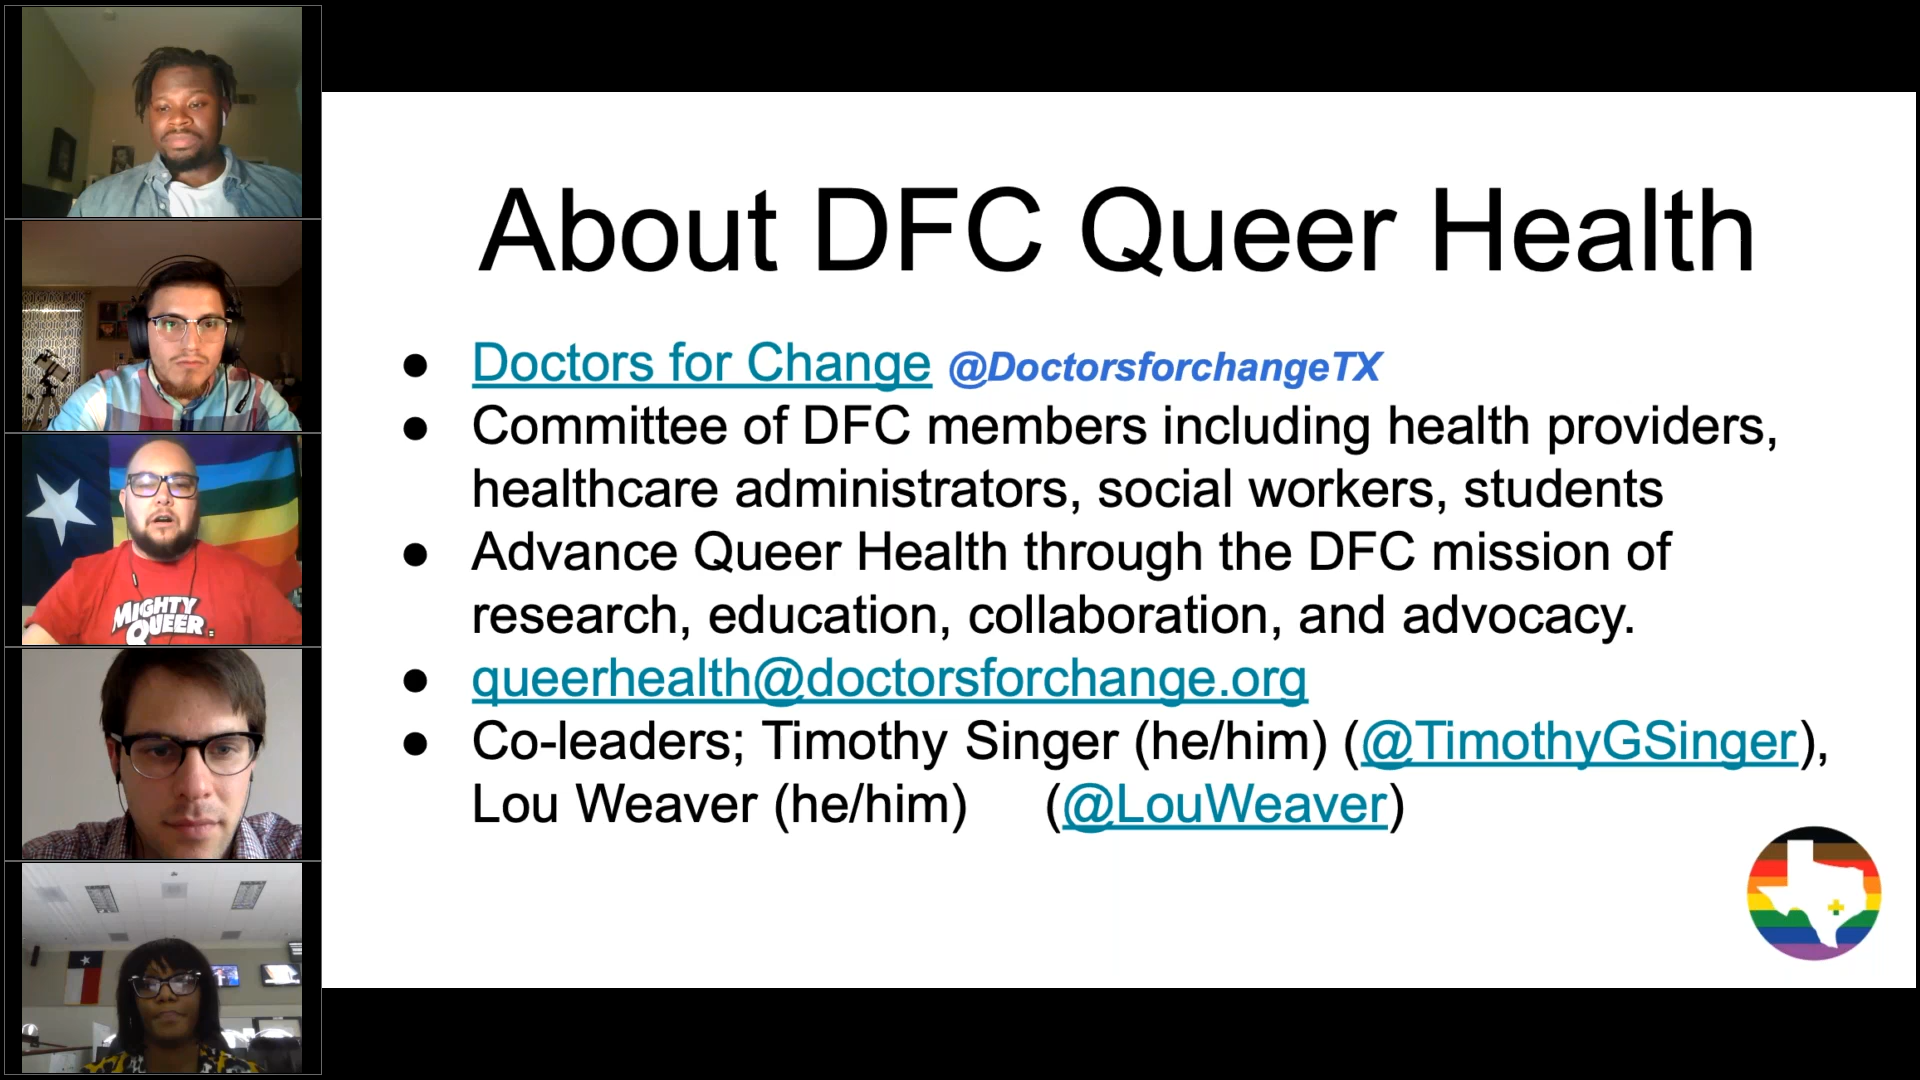 About DFC Queer Health
● Doctors for Change @DoctorsforchangeTX
● Committee of DFC members including health providers,
healthcare administrators, social workers, students
● Advance Queer Health through the DFC mission of
research, education, collaboration, and advocacy.
● queerhealth@doctorsforchange.org
● Co-leaders; Timothy Singer (he/him) (@TimothyGSinger),
Lou Weaver (he/him) (@LouWeaver)
MIGHTY
QUEER.